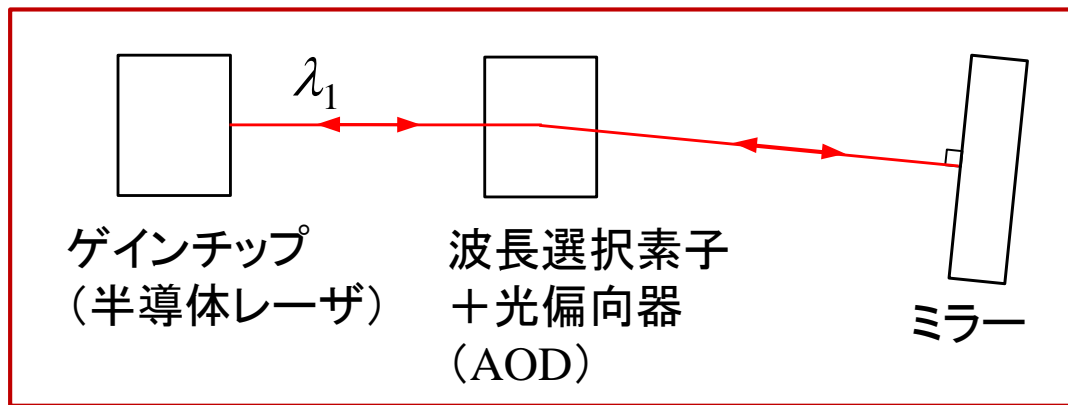 λ1
ゲインチップ
（半導体レーザ）
波長選択素子
＋光偏向器
（AOD）
ミラー